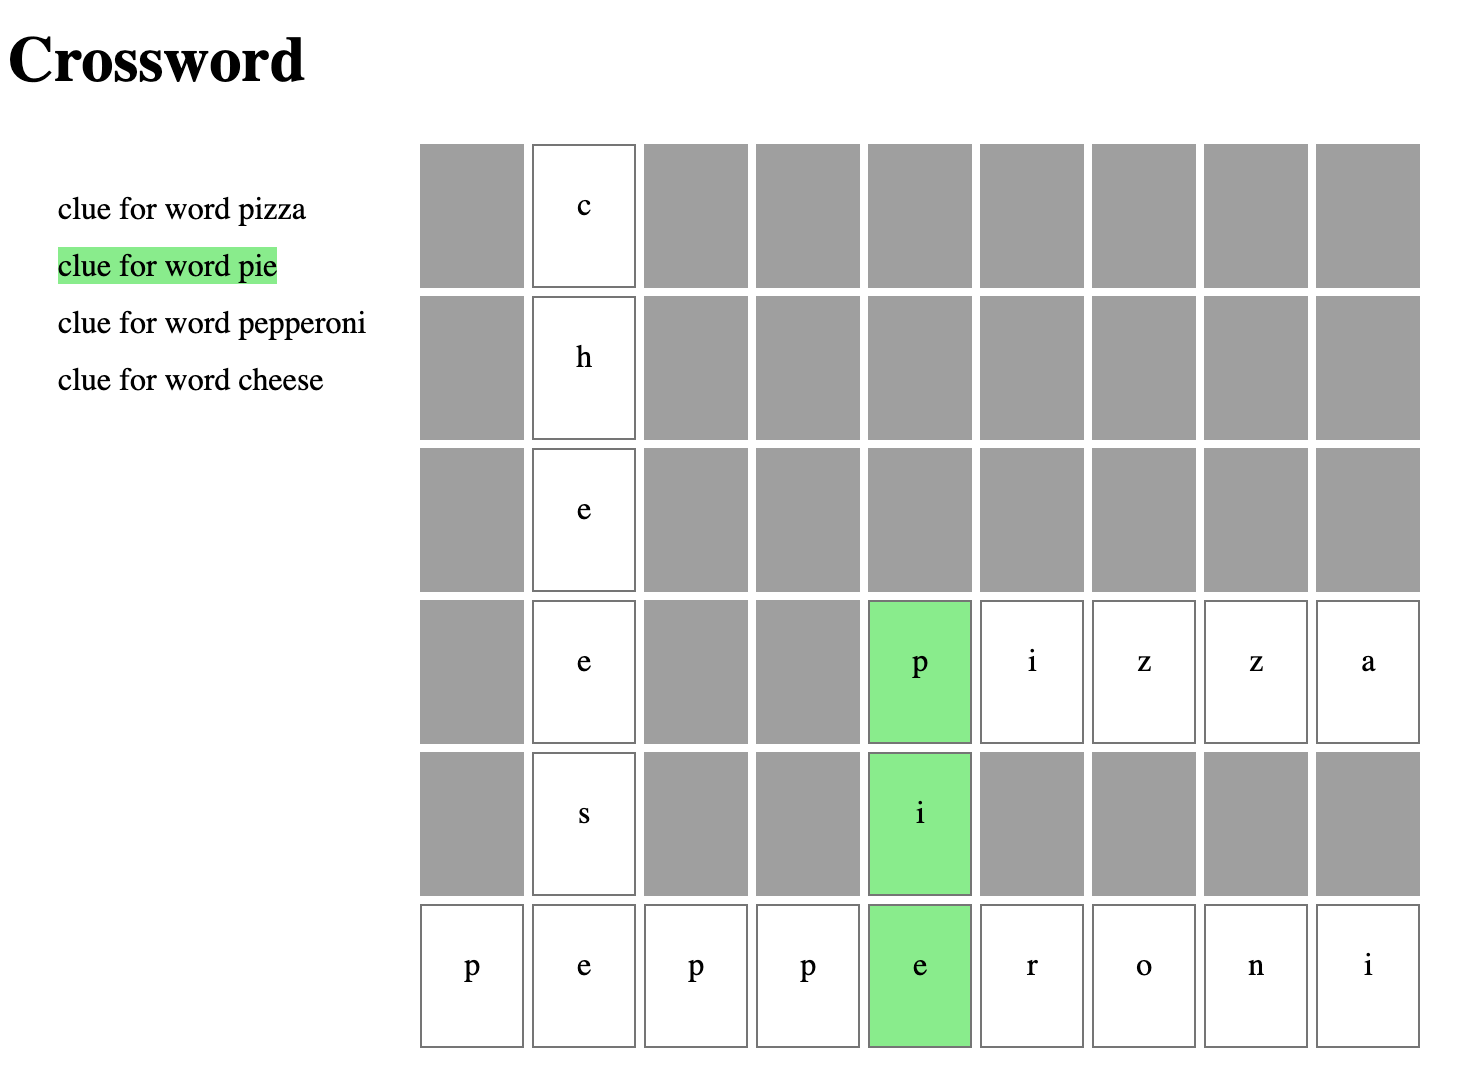 Crossword
clue for word pizza
clue for word pie
clue for word pepperoni
clue for word cheese
c
h
e
e p i z z a
s i
p e p p e r o n i